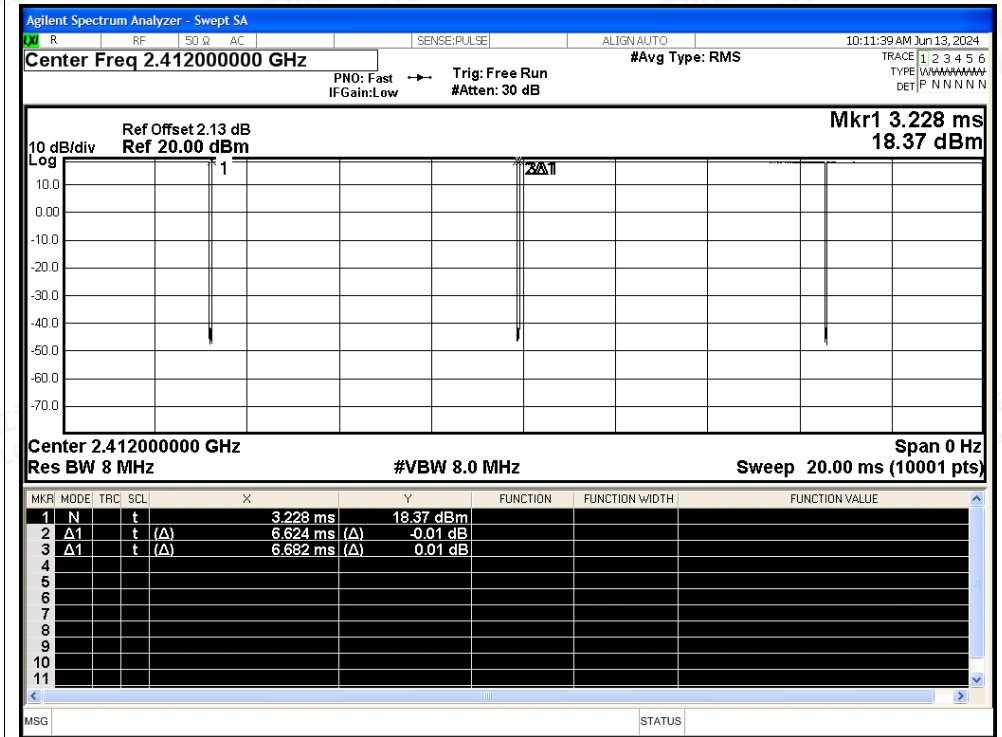 Agilent Spectrum Analyzer - Swept SA
LXI R RF 50 Ω AC SENSE:PULSE ALIGN AUTO 10:11:39 AM Jun 13, 2024
Center Freq 2.412000000 GHz #Avg Type: RMS TRACE 1 2 3 4 5 6
PNO: Fast Trig: Free Run TYPE WWWWWW
IFGain:Low #Atten: 30 dB DET P N N N N N
Mkr1 3.228 ms
Ref Offset 2.13 dB
10 dB/div Ref 20.00 dBm 18.37 dBm
Log
1 3Δ1
10.0
0.00
-10.0
-20.0
-30.0
-40.0
-50.0
-60.0
-70.0
Center 2.412000000 GHz Span 0 Hz
Res BW 8 MHz #VBW 8.0 MHz Sweep 20.00 ms (10001 pts)
MKR MODE TRC SCL X Y FUNCTION FUNCTION WIDTH FUNCTION VALUE
1 N t 3.228 ms 18.37 dBm
2 Δ1 t (Δ) 6.624 ms (Δ) -0.01 dB
3 Δ1 t (Δ) 6.682 ms (Δ) 0.01 dB
4
5
6
7
8
9
10
11
MSG STATUS